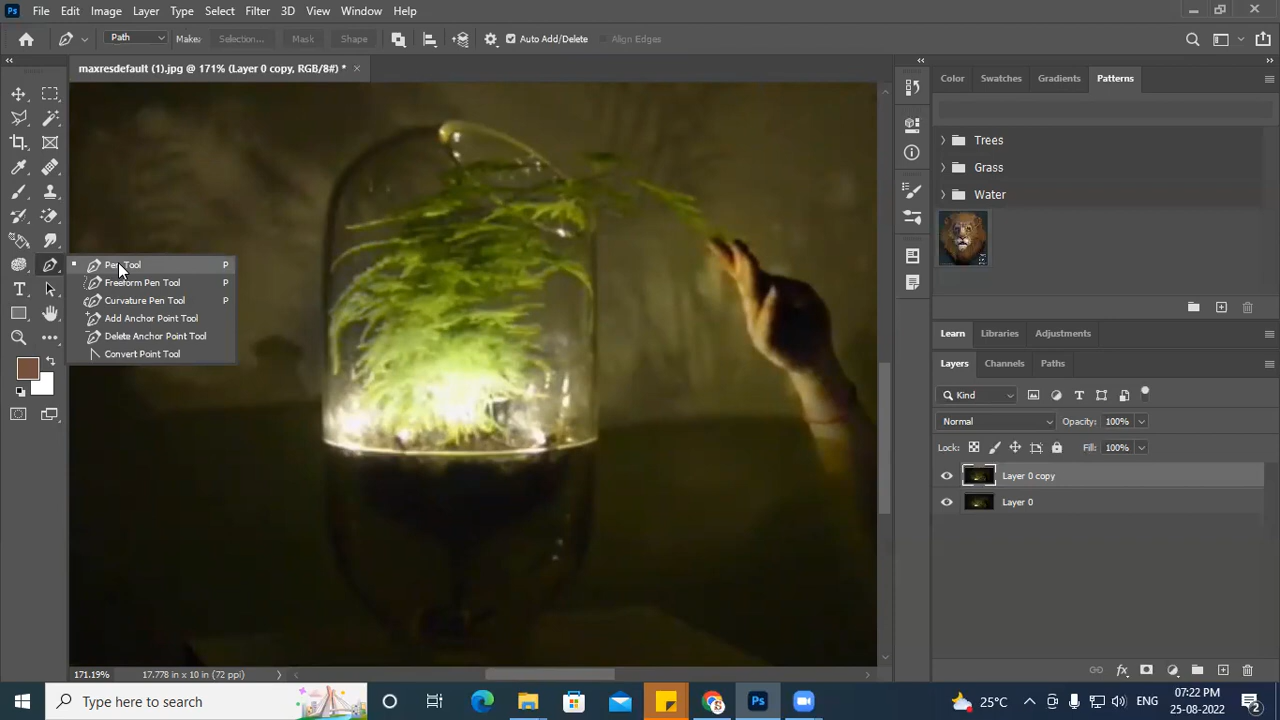 Ps File Edit Image Layer Type Select Filter 3D View Window Help
Path Make: Selection... Mask Shape Auto Add/Delete Align Edges
maxresdefault (1).jpg @ 171% (Layer 0 copy, RGB/8#) *
Color Swatches Gradients Patterns
Trees
Grass
Water
Pen Tool P
Freeform Pen Tool P
Curvature Pen Tool P
Add Anchor Point Tool
Delete Anchor Point Tool
Convert Point Tool
Learn Libraries Adjustments
Layers Channels Paths
Kind
Normal Opacity: 100%
Lock: Fill: 100%
Layer 0 copy
Layer 0
171.19% 17.778 in x 10 in (72 ppi)
Type here to search
Ps
25°C ENG
07:22 PM
25-08-2022
2